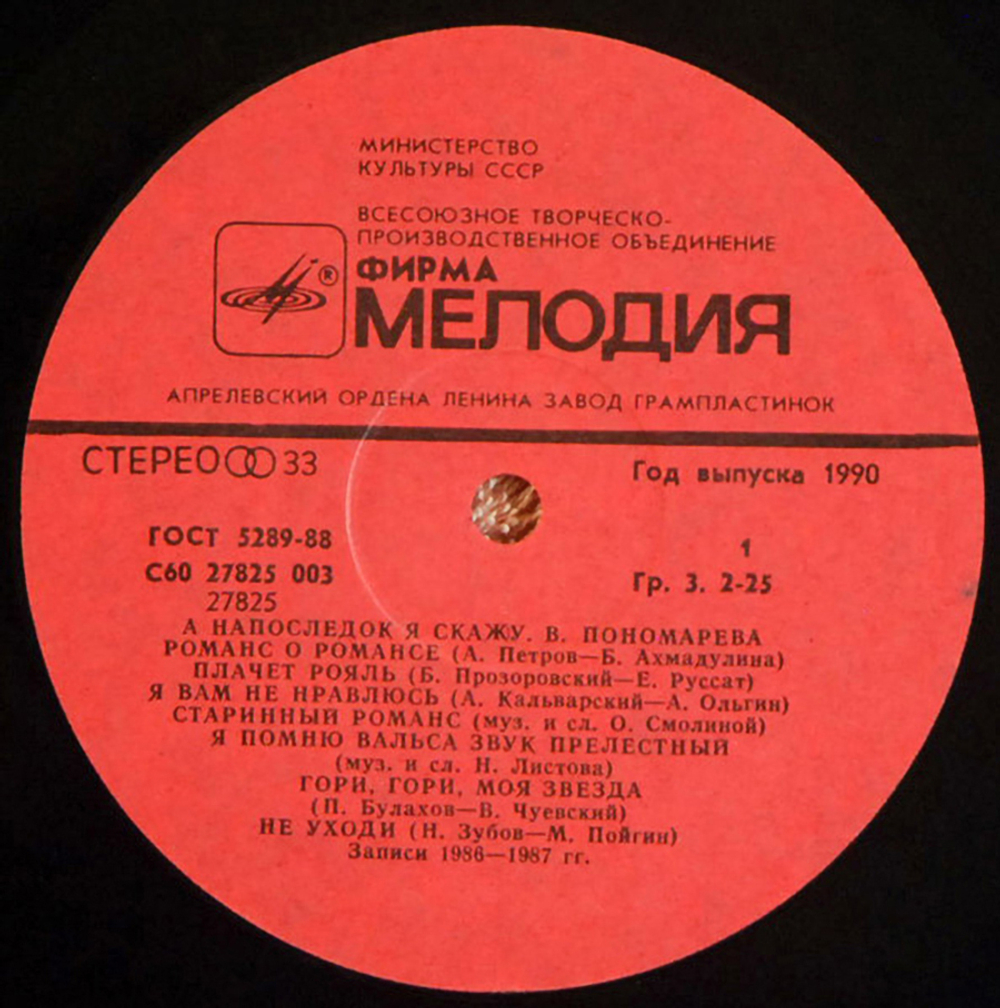 МИНИСТЕРСТВО
КУЛЬТУРЫ СССР
ВСЕСОЮЗНОЕ ТВОРЧЕСКО-
ПРОИЗВОДСТВЕННОЕ ОБЪЕДИНЕНИЕ
®
ФИРМА
МЕЛОДИЯ
АПРЕЛЕВСКИЙ ОРДЕНА ЛЕНИНА ЗАВОД ГРАМПЛАСТИНОК
СТЕРЕО 33
Год выпуска 1990
ГОСТ 5289-88
1
С60 27825 003
Гр. 3. 2-25
27825
А НАПОСЛЕДОК Я СКАЖУ. В. ПОНОМАРЕВА
РОМАНС О РОМАНСЕ (А. Петров—Б. Ахмадулина)
ПЛАЧЕТ РОЯЛЬ (Б. Прозоровский—Е. Руссат)
Я ВАМ НЕ НРАВЛЮСЬ (А. Кальварский—А. Ольгин)
СТАРИННЫЙ РОМАНС (муз. и сл. О. Смолиной)
Я ПОМНЮ ВАЛЬСА ЗВУК ПРЕЛЕСТНЫЙ
(муз. и сл. Н. Листова)
ГОРИ, ГОРИ, МОЯ ЗВЕЗДА
(П. Булахов—В. Чуевский)
НЕ УХОДИ (Н. Зубов—М. Пойгин)
Записи 1986—1987 гг.